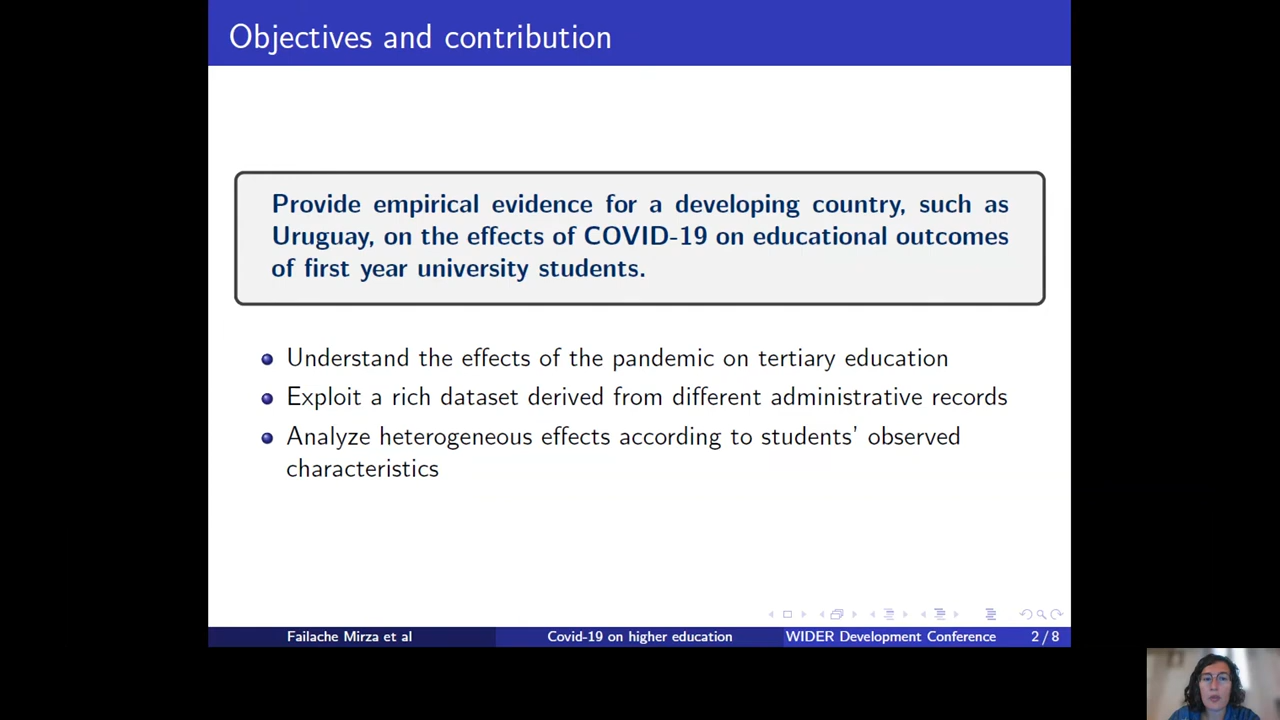 Objectives and contribution
Provide empirical evidence for a developing country, such as
Uruguay, on the effects of COVID-19 on educational outcomes
of first year university students.
Understand the effects of the pandemic on tertiary education
Exploit a rich dataset derived from different administrative records
Analyze heterogeneous effects according to students' observed
characteristics
Failache Mirza et al
Covid-19 on higher education
WIDER Development Conference
2 / 8